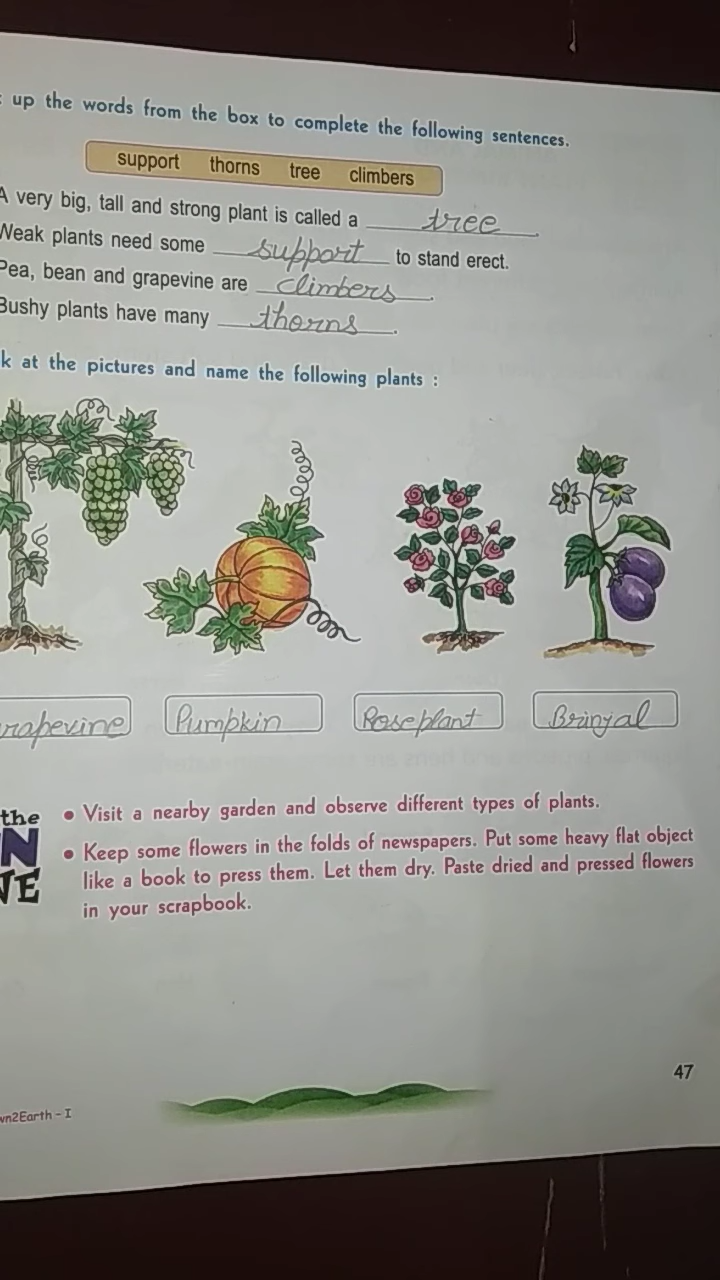 up the words from the box to complete the following sentences.
support thorns tree climbers
A very big, tall and strong plant is called a tree.
Weak plants need some support to stand erect.
Pea, bean and grapevine are climbers.
Bushy plants have many thorns.
k at the pictures and name the following plants :
rapevine Pumpkin Roseplant Brinjal
the
N
VE
• Visit a nearby garden and observe different types of plants.
• Keep some flowers in the folds of newspapers. Put some heavy flat object
like a book to press them. Let them dry. Paste dried and pressed flowers
in your scrapbook.
47
wn2Earth – I